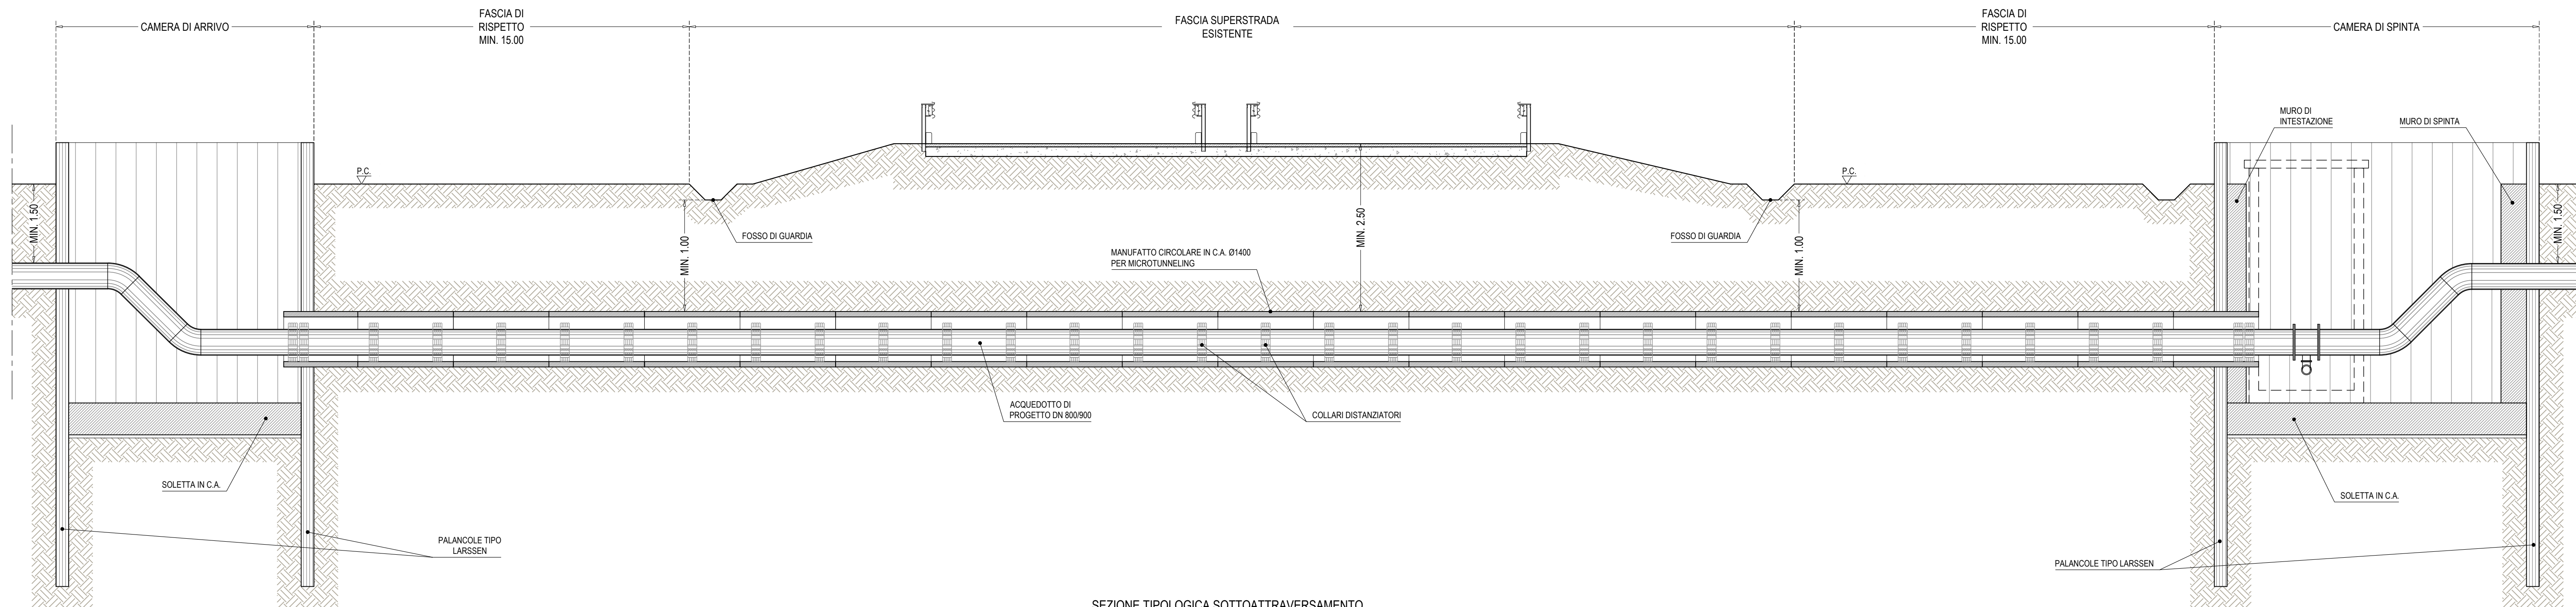 CAMERA DI ARRIVO
FASCIA DI
RISPETTO
MIN. 15.00
FASCIA SUPERSTRADA
ESISTENTE
FASCIA DI
RISPETTO
MIN. 15.00
CAMERA DI SPINTA
MURO DI
INTESTAZIONE
MURO DI SPINTA
P.C.
P.C.
MIN. 1.50
FOSSO DI GUARDIA
MIN. 1.00
MIN. 2.50
FOSSO DI GUARDIA
MIN. 1.00
MIN. 1.50
MANUFATTO CIRCOLARE IN C.A. Ø1400
PER MICROTUNNELING
ACQUEDOTTO DI
PROGETTO DN 800/900
COLLARI DISTANZIATORI
SOLETTA IN C.A.
SOLETTA IN C.A.
PALANCOLE TIPO
LARSSEN
PALANCOLE TIPO LARSSEN
SEZIONE TIPOLOGICA SOTTOATTRAVERSAMENTO